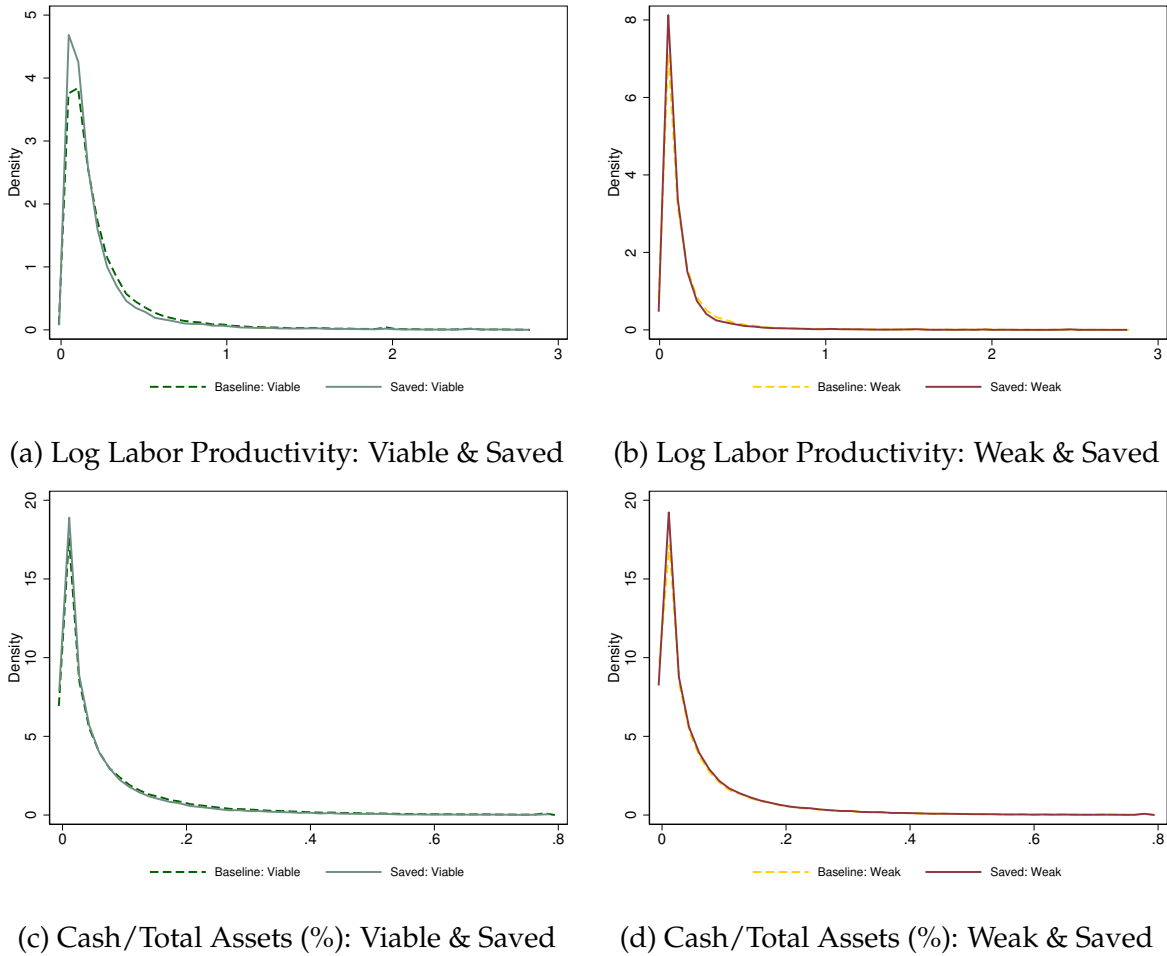 Density
5
4
3
2
1
0
0 1 2 3
Baseline: Viable Saved: Viable
(a) Log Labor Productivity: Viable & Saved
Density
8
6
4
2
0
0 1 2 3
Baseline: Weak Saved: Weak
(b) Log Labor Productivity: Weak & Saved
Density
20
15
10
5
0
0 .2 .4 .6 .8
Baseline: Viable Saved: Viable
(c) Cash/Total Assets (%): Viable & Saved
Density
20
15
10
5
0
0 .2 .4 .6 .8
Baseline: Weak Saved: Weak
(d) Cash/Total Assets (%): Weak & Saved